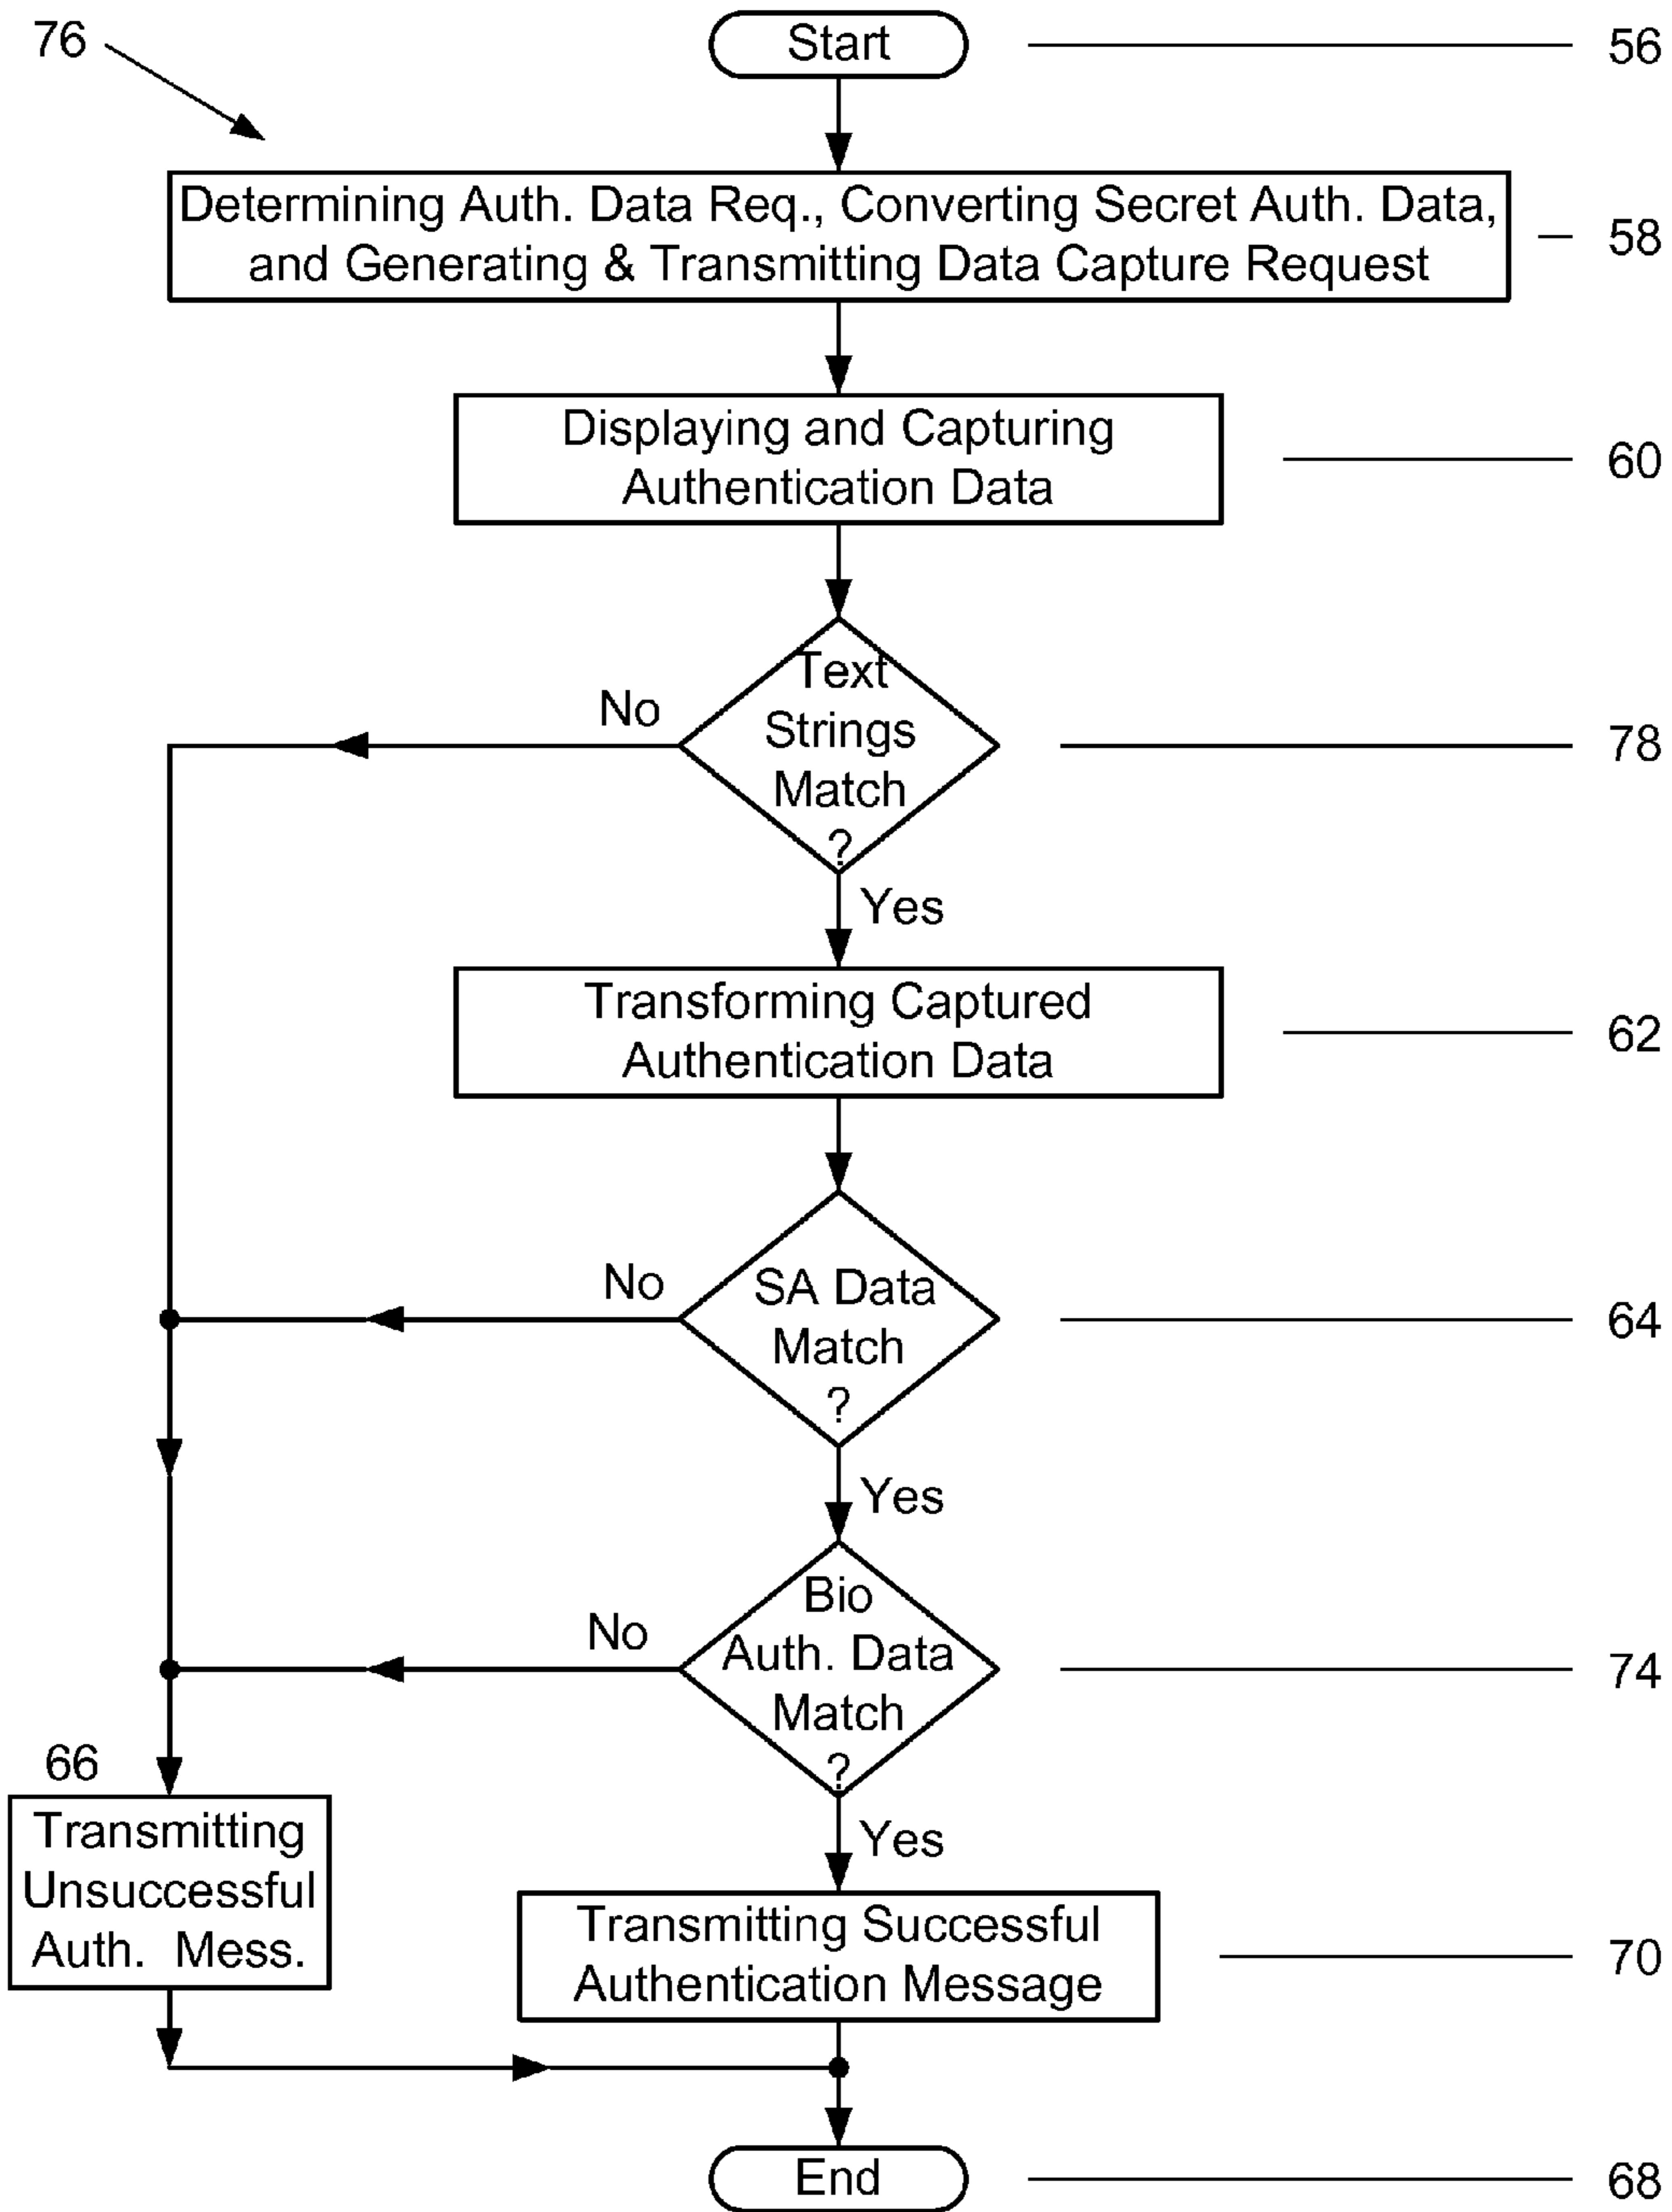 76
Start
56
Determining Auth. Data Req., Converting Secret Auth. Data,
and Generating & Transmitting Data Capture Request
58
Displaying and Capturing
Authentication Data
60
Text
Strings
Match
?
No
78
Yes
Transforming Captured
Authentication Data
62
SA Data
Match
?
No
64
Yes
Bio
Auth. Data
Match
?
No
74
66
Transmitting
Unsuccessful
Auth. Mess.
Yes
Transmitting Successful
Authentication Message
70
End
68